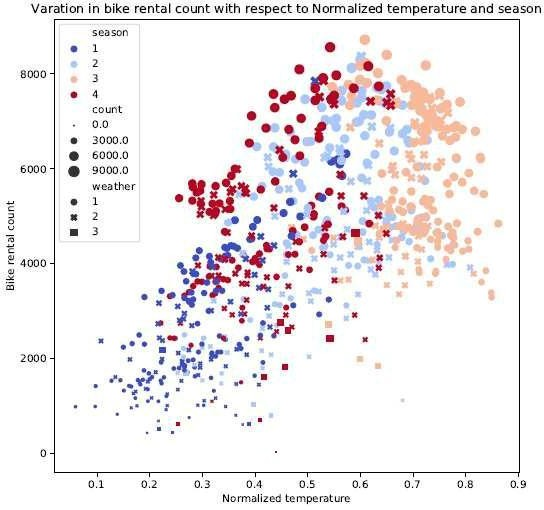 Varation in bike rental count with respect to Normalized temperature and season
season
1
2
3
4
count
0.0
3000.0
6000.0
9000.0
weather
1
2
3
Bike rental count
8000
6000
4000
2000
0
0.1 0.2 0.3 0.4 0.5 0.6 0.7 0.8 0.9
Normalized temperature